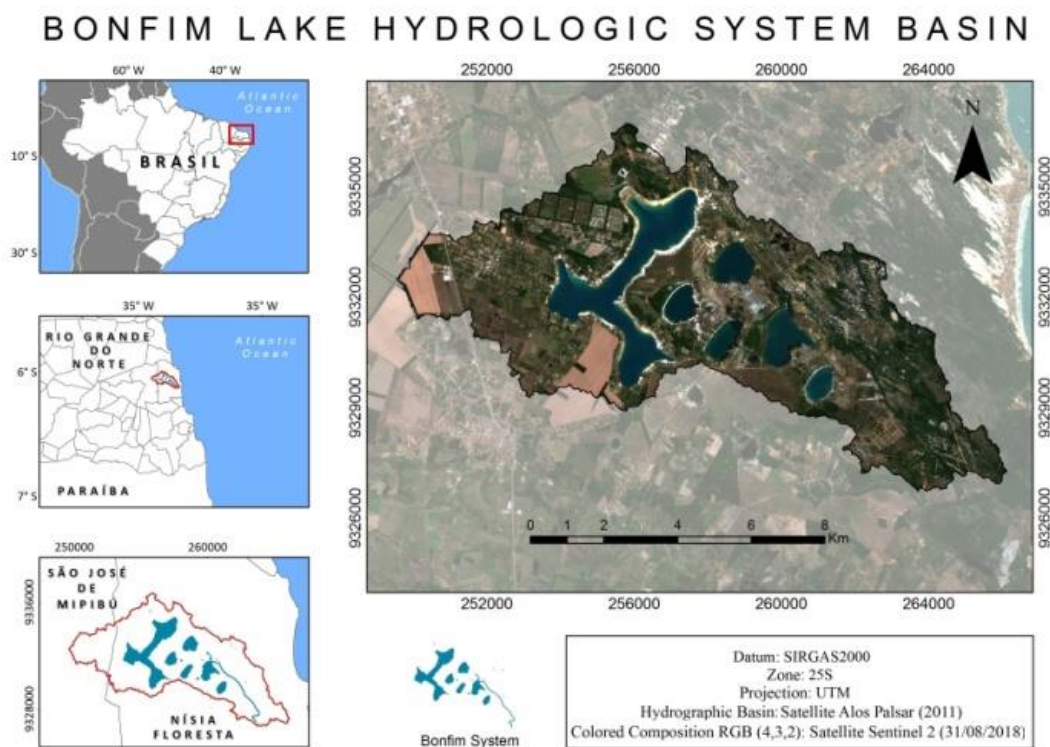 BONFIM LAKE HYDROLOGIC SYSTEM BASIN
60° W 40° W
Atlantic
Ocean
BRASIL
10° S
30° S
35° W 35° W
RIO GRANDE
DO
NORTE
Atlantic
Ocean
6° S
PARAÍBA
7° S
250000 260000
SÃO JOSÉ
DE
MIPIBÚ
9336000
9328000
NÍSIA
FLORESTA
252000 256000 260000 264000
N
9335000 9335000
9332000 9332000
9329000 9329000
9326000 9326000
0 1 2 4 6 8
Km
252000 256000 260000 264000
Bonfim System
Datum: SIRGAS2000
Zone: 25S
Projection: UTM
Hydrographic Basin: Satellite Alos Palsar (2011)
Colored Composition RGB (4,3,2): Satellite Sentinel 2 (31/08/2018)